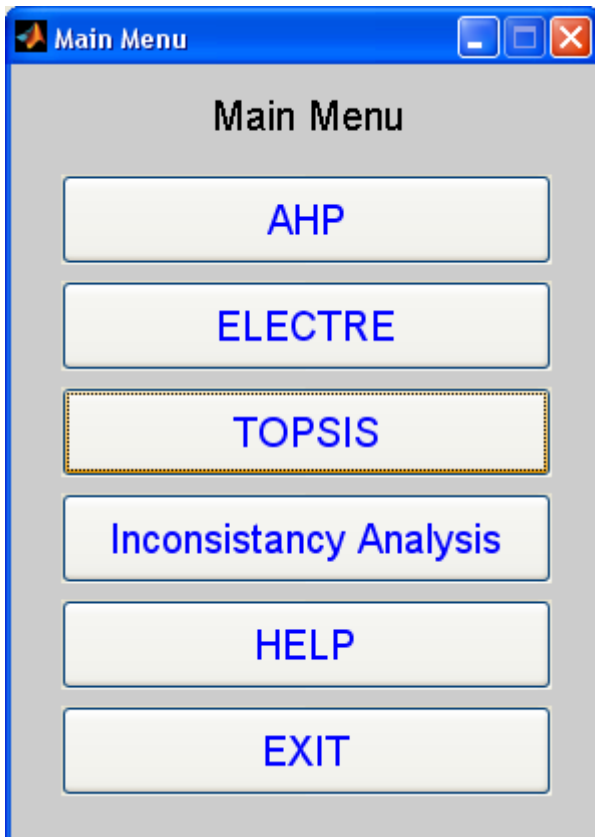 Main Menu
Main Menu
AHP
ELECTRE
TOPSIS
Inconsistancy Analysis
HELP
EXIT